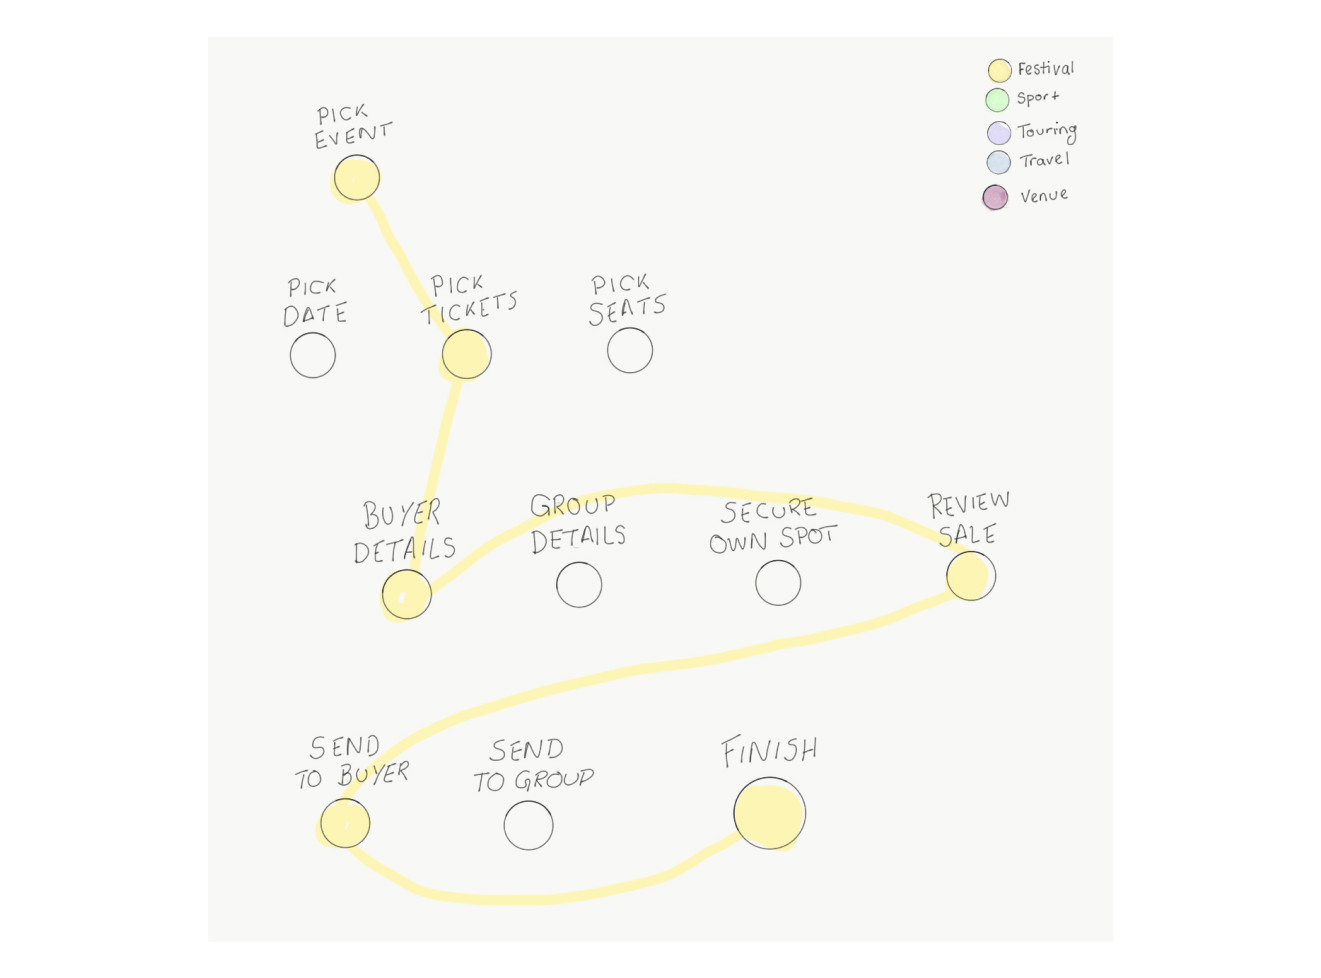 Festival
Sport
Touring
Travel
Venue
PICK
EVENT
PICK
DATE
PICK
TICKETS
PICK
SEATS
BUYER
DETAILS
GROUP
DETAILS
SECURE
OWN SPOT
REVIEW
SALE
SEND
TO BUYER
SEND
TO GROUP
FINISH